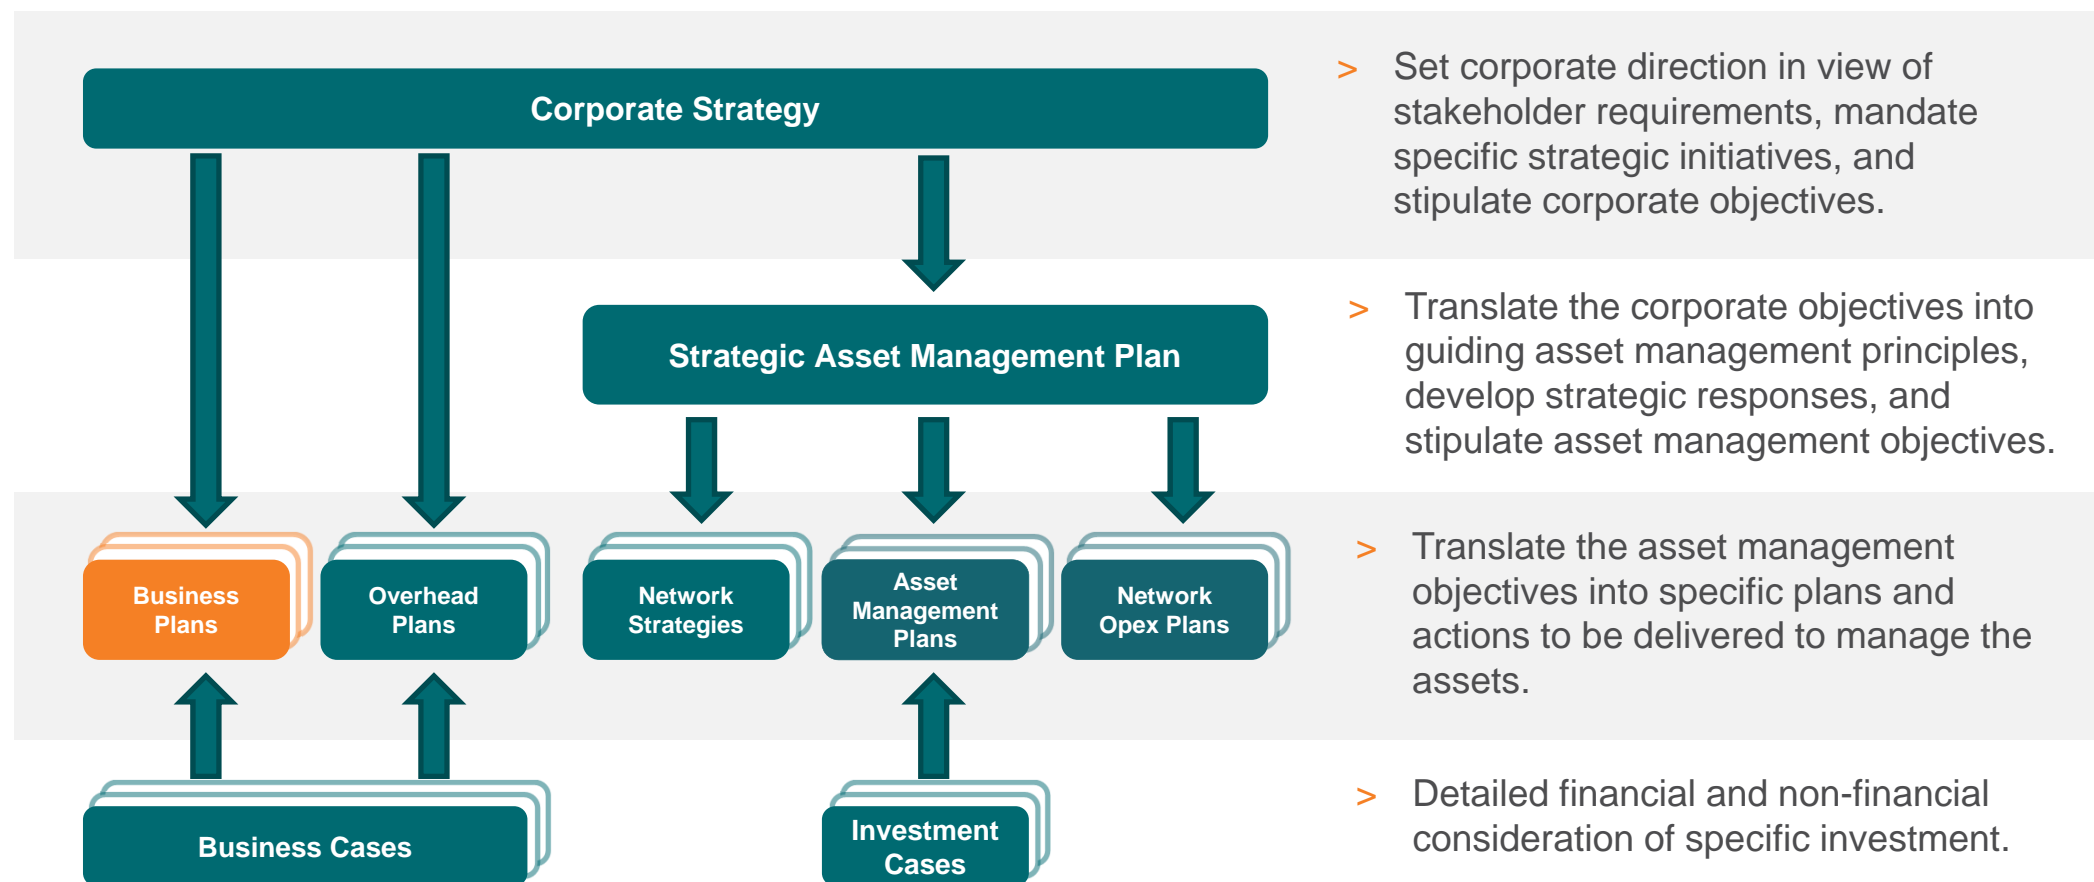 Corporate Strategy
> Set corporate direction in view of
stakeholder requirements, mandate
specific strategic initiatives, and
stipulate corporate objectives.
Strategic Asset Management Plan
> Translate the corporate objectives into
guiding asset management principles,
develop strategic responses, and
stipulate asset management objectives.
Business
Plans
Overhead
Plans
Network
Strategies
Asset
Management
Plans
Network
Opex Plans
> Translate the asset management
objectives into specific plans and
actions to be delivered to manage the
assets.
Business Cases
Investment
Cases
> Detailed financial and non-financial
consideration of specific investment.